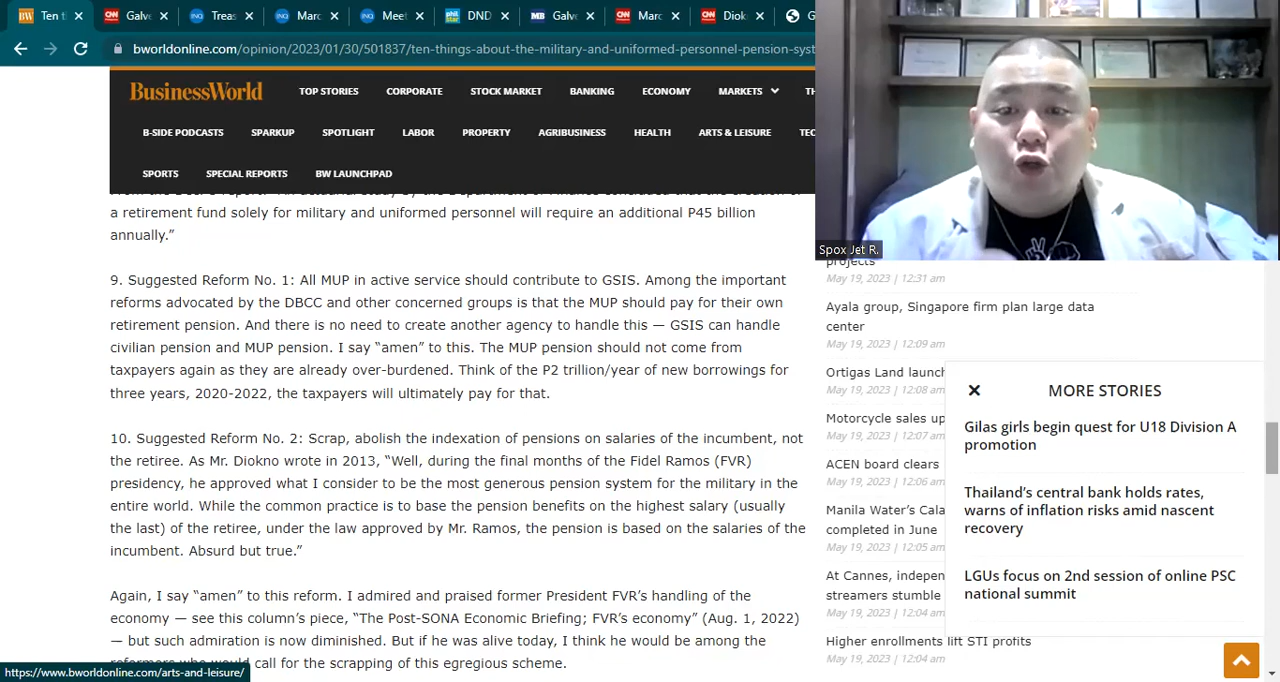 Ten t
Galv
Treas
Marc
Meet
DND
Galve
Marc
Diok
G
bworldonline.com/opinion/2023/01/30/501837/ten-things-about-the-military-and-uniformed-personnel-pension-syst
BusinessWorld
TOP STORIES CORPORATE STOCK MARKET BANKING ECONOMY MARKETS TH
B-SIDE PODCASTS SPARKUP SPOTLIGHT LABOR PROPERTY AGRIBUSINESS HEALTH ARTS & LEISURE TEC
SPORTS SPECIAL REPORTS BW LAUNCHPAD
a retirement fund solely for military and uniformed personnel will require an additional P45 billion
annually.”
9. Suggested Reform No. 1: All MUP in active service should contribute to GSIS. Among the important
reforms advocated by the DBCC and other concerned groups is that the MUP should pay for their own
retirement pension. And there is no need to create another agency to handle this — GSIS can handle
civilian pension and MUP pension. I say “amen” to this. The MUP pension should not come from
taxpayers again as they are already over-burdened. Think of the P2 trillion/year of new borrowings for
three years, 2020-2022, the taxpayers will ultimately pay for that.
10. Suggested Reform No. 2: Scrap, abolish the indexation of pensions on salaries of the incumbent, not
the retiree. As Mr. Diokno wrote in 2013, “Well, during the final months of the Fidel Ramos (FVR)
presidency, he approved what I consider to be the most generous pension system for the military in the
entire world. While the common practice is to base the pension benefits on the highest salary (usually
the last) of the retiree, under the law approved by Mr. Ramos, the pension is based on the salaries of the
incumbent. Absurd but true.”
Again, I say “amen” to this reform. I admired and praised former President FVR’s handling of the
economy — see this column’s piece, “The Post-SONA Economic Briefing; FVR’s economy” (Aug. 1, 2022)
— but such admiration is now diminished. But if he was alive today, I think he would be among the
reformers who would call for the scrapping of this egregious scheme.
https://www.bworldonline.com/arts-and-leisure/
Spox Jet R.
projects
May 19, 2023 | 12:31 am
Ayala group, Singapore firm plan large data
center
May 19, 2023 | 12:09 am
Ortigas Land launch
May 19, 2023 | 12:08 am
Motorcycle sales up
May 19, 2023 | 12:07 am
ACEN board clears
May 19, 2023 | 12:06 am
Manila Water’s Cala
completed in June
May 19, 2023 | 12:05 am
At Cannes, indepen
streamers stumble
May 19, 2023 | 12:04 am
Higher enrollments lift STI profits
May 19, 2023 | 12:04 am
MORE STORIES
Gilas girls begin quest for U18 Division A
promotion
Thailand’s central bank holds rates,
warns of inflation risks amid nascent
recovery
LGUs focus on 2nd session of online PSC
national summit